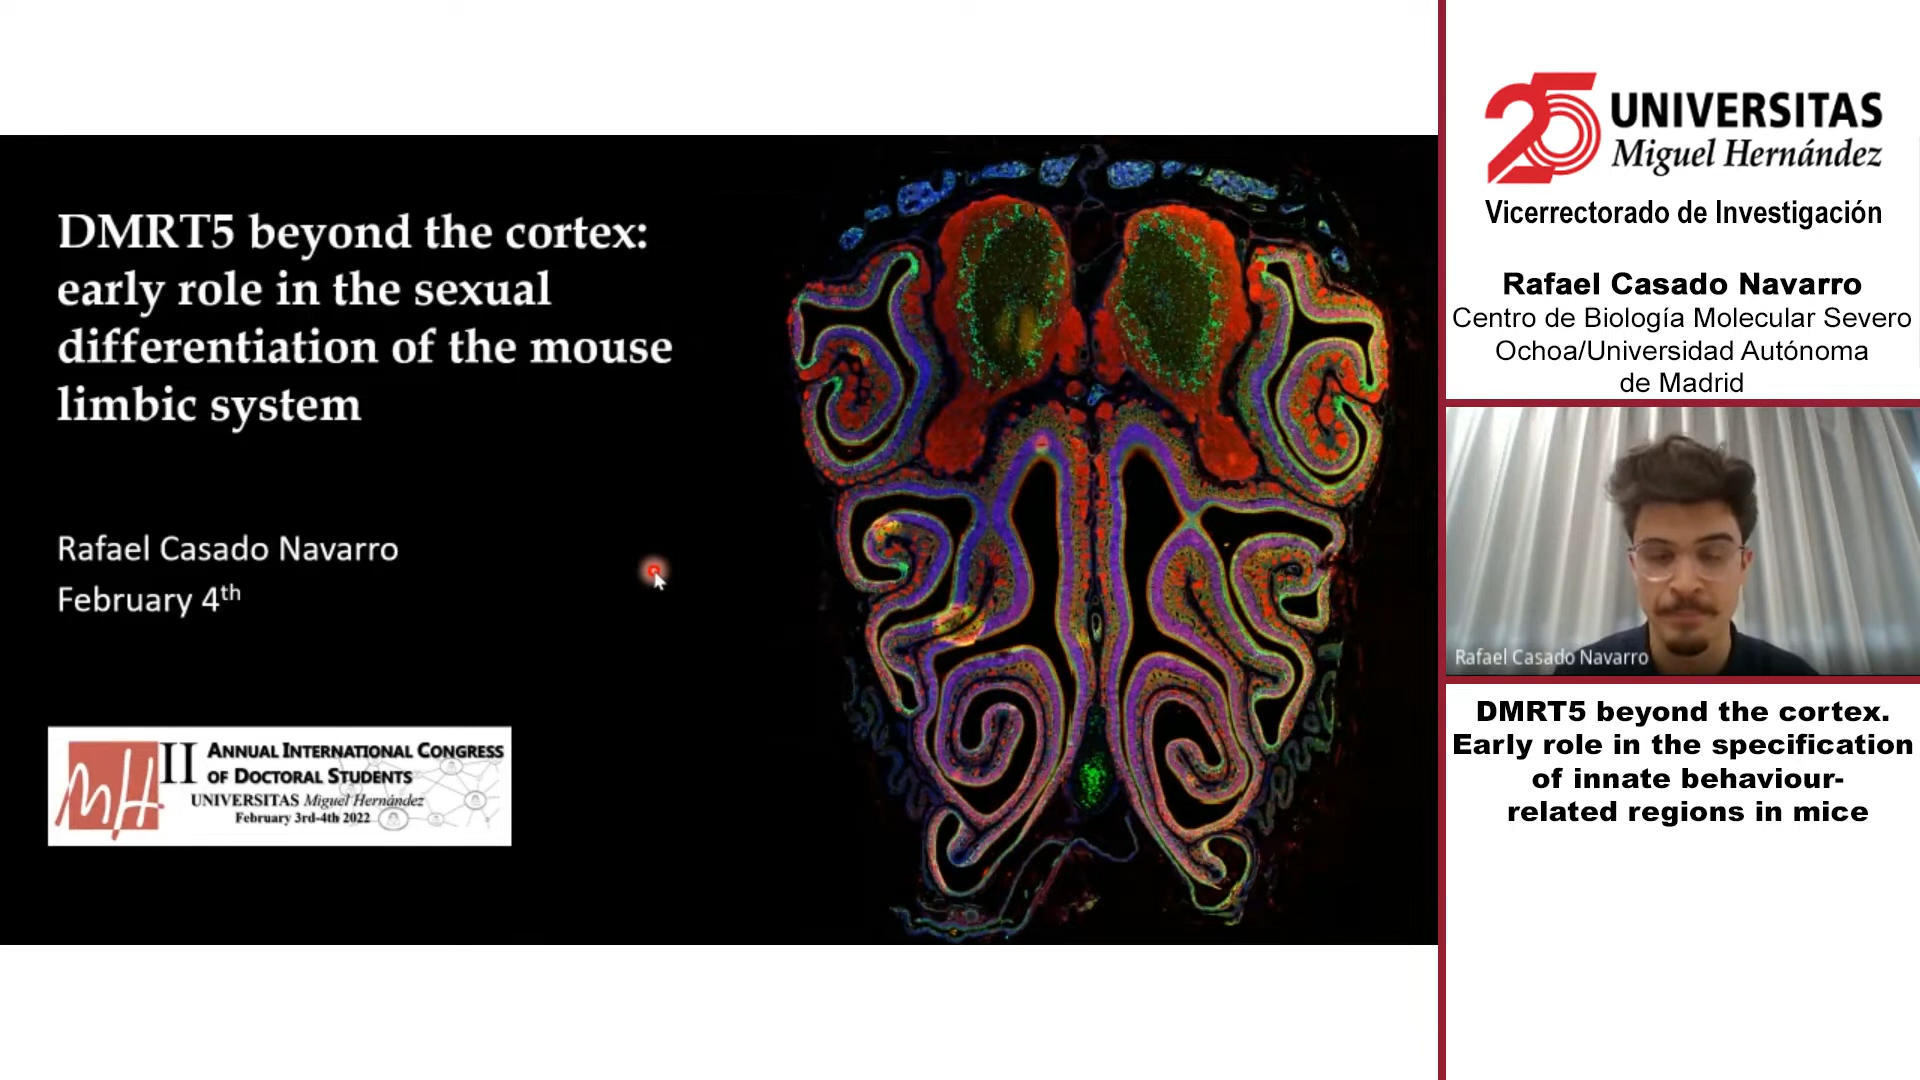 DMRT5 beyond the cortex:
early role in the sexual
differentiation of the mouse
limbic system
Rafael Casado Navarro
February 4th
MH II ANNUAL INTERNATIONAL CONGRESS
OF DOCTORAL STUDENTS
UNIVERSITAS Miguel Hernández
February 3rd-4th 2022
25 UNIVERSITAS
Miguel Hernández
Vicerrectorado de Investigación
Rafael Casado Navarro
Centro de Biología Molecular Severo
Ochoa/Universidad Autónoma
de Madrid
Rafael Casado Navarro
DMRT5 beyond the cortex.
Early role in the specification
of innate behaviour-
related regions in mice